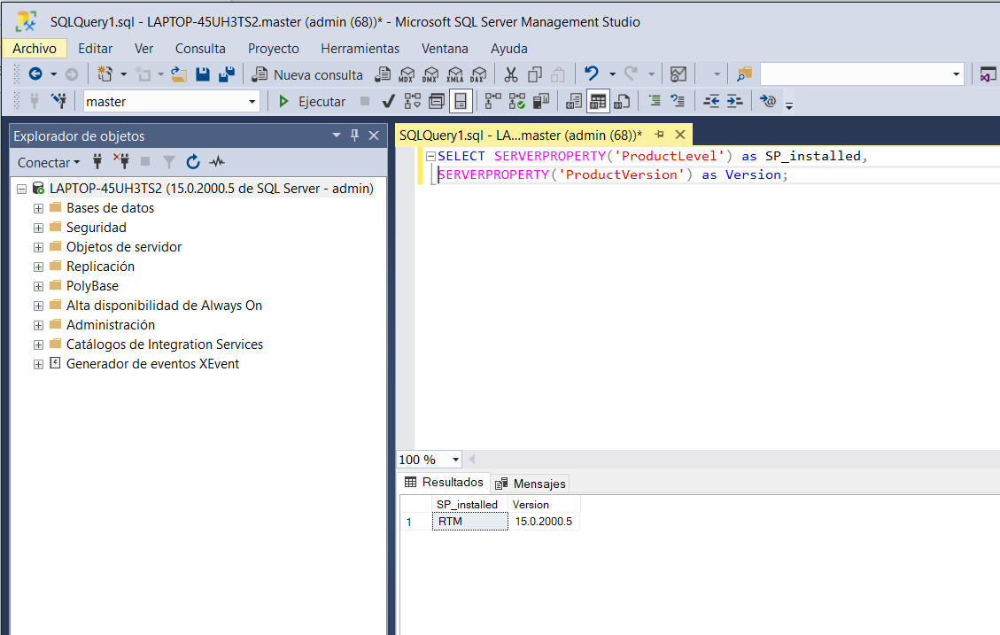 SQLQuery1.sql - LAPTOP-45UH3TS2.master (admin (68))* - Microsoft SQL Server Management Studio
Archivo Editar Ver Consulta Proyecto Herramientas Ventana Ayuda
Nueva consulta MDX DMX XMLA DAX
master Ejecutar
Explorador de objetos
Conectar
LAPTOP-45UH3TS2 (15.0.2000.5 de SQL Server - admin)
Bases de datos
Seguridad
Objetos de servidor
Replicación
PolyBase
Alta disponibilidad de Always On
Administración
Catálogos de Integration Services
Generador de eventos XEvent
SQLQuery1.sql - LA...master (admin (68))*
SELECT SERVERPROPERTY('ProductLevel') as SP_installed,
SERVERPROPERTY('ProductVersion') as Version;
100 %
Resultados Mensajes
SP_installed Version
1 RTM 15.0.2000.5